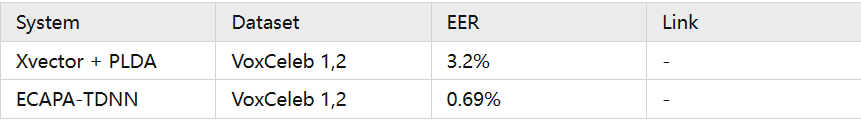 System Dataset EER Link
Xvector + PLDA VoxCeleb 1,2 3.2% -
ECAPA-TDNN VoxCeleb 1,2 0.69% -